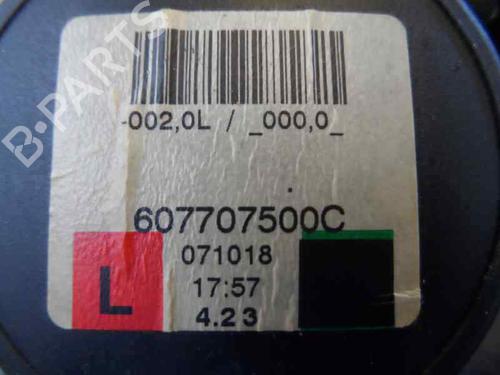 -002,0L / _000,0_
607707500C
071018
L
17:57
4.23
B-PARTS